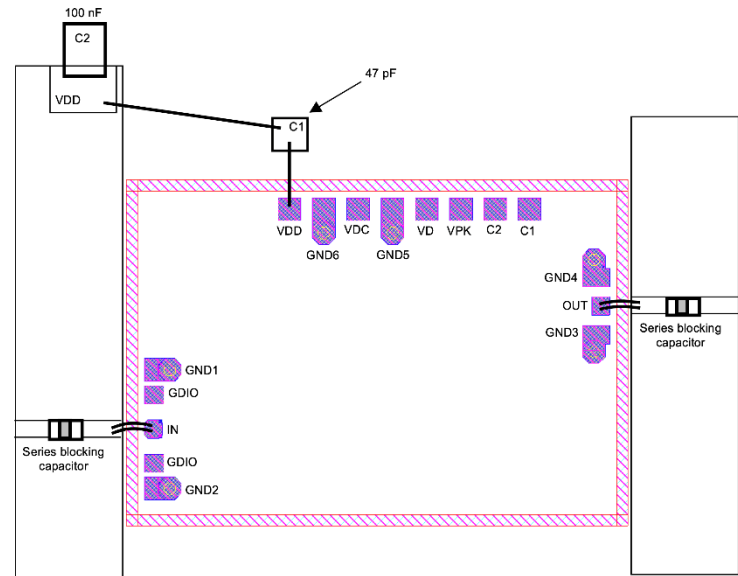 100 nF
C2
VDD
47 pF
C1
VDD
GND6
VDC
GND5
VD
VPK
C2
C1
GND4
OUT
GND3
Series blocking
capacitor
GND1
GDIO
IN
Series blocking
capacitor
GDIO
GND2